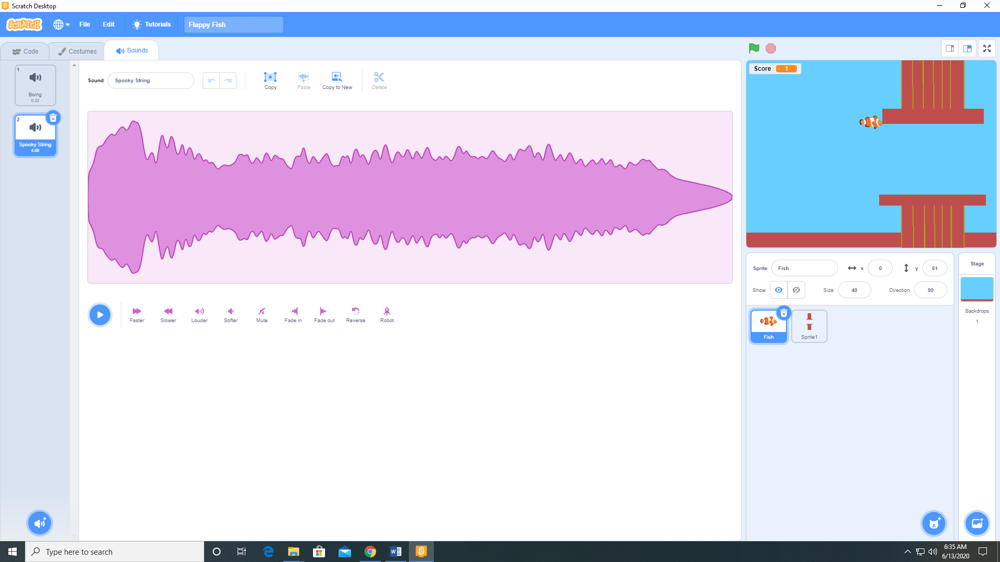 Scratch Desktop
SCRATCH File Edit Tutorials Flappy Fish
Code Costumes Sounds
1
Boing
0.32
2
Spooky String
4.66
Sound Spooky String
Copy Paste Copy to New Delete
Faster Slower Louder Softer Mute Fade in Fade out Reverse Robot
Score 1
Sprite Fish x 0 y 61
Show Size 40 Direction 90
Fish Sprite1
Stage
Backdrops
1
Type here to search
6:35 AM
6/13/2020